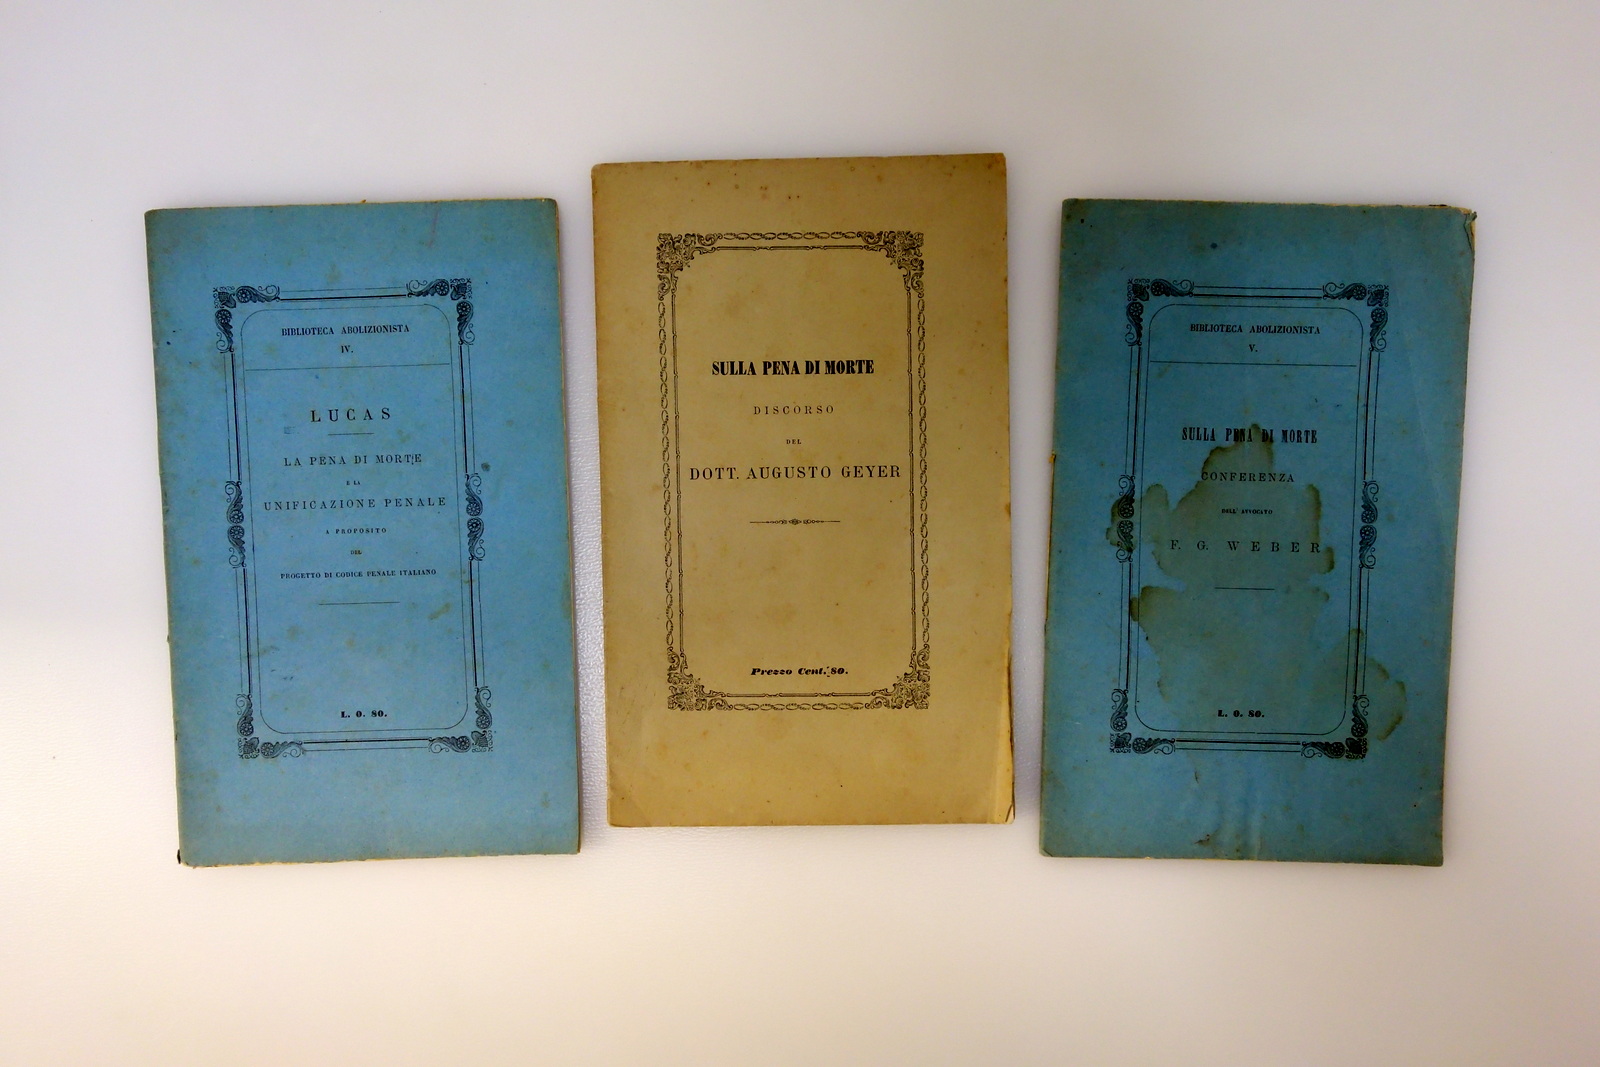 BIBLIOTECA ABOLIZIONISTA
IV.
LUCAS
LA PENA DI MORTE
E LA
UNIFICAZIONE PENALE
A PROPOSITO
DEL
PROGETTO DI CODICE PENALE ITALIANO
L. 0. 80.
SULLA PENA DI MORTE
DISCORSO
DEL
DOTT. AUGUSTO GEYER
Prezzo Cent. 80.
BIBLIOTECA ABOLIZIONISTA
V.
SULLA PENA DI MORTE
CONFERENZA
DELL' AVVOCATO
F. G. WEBER
L. 0. 80.